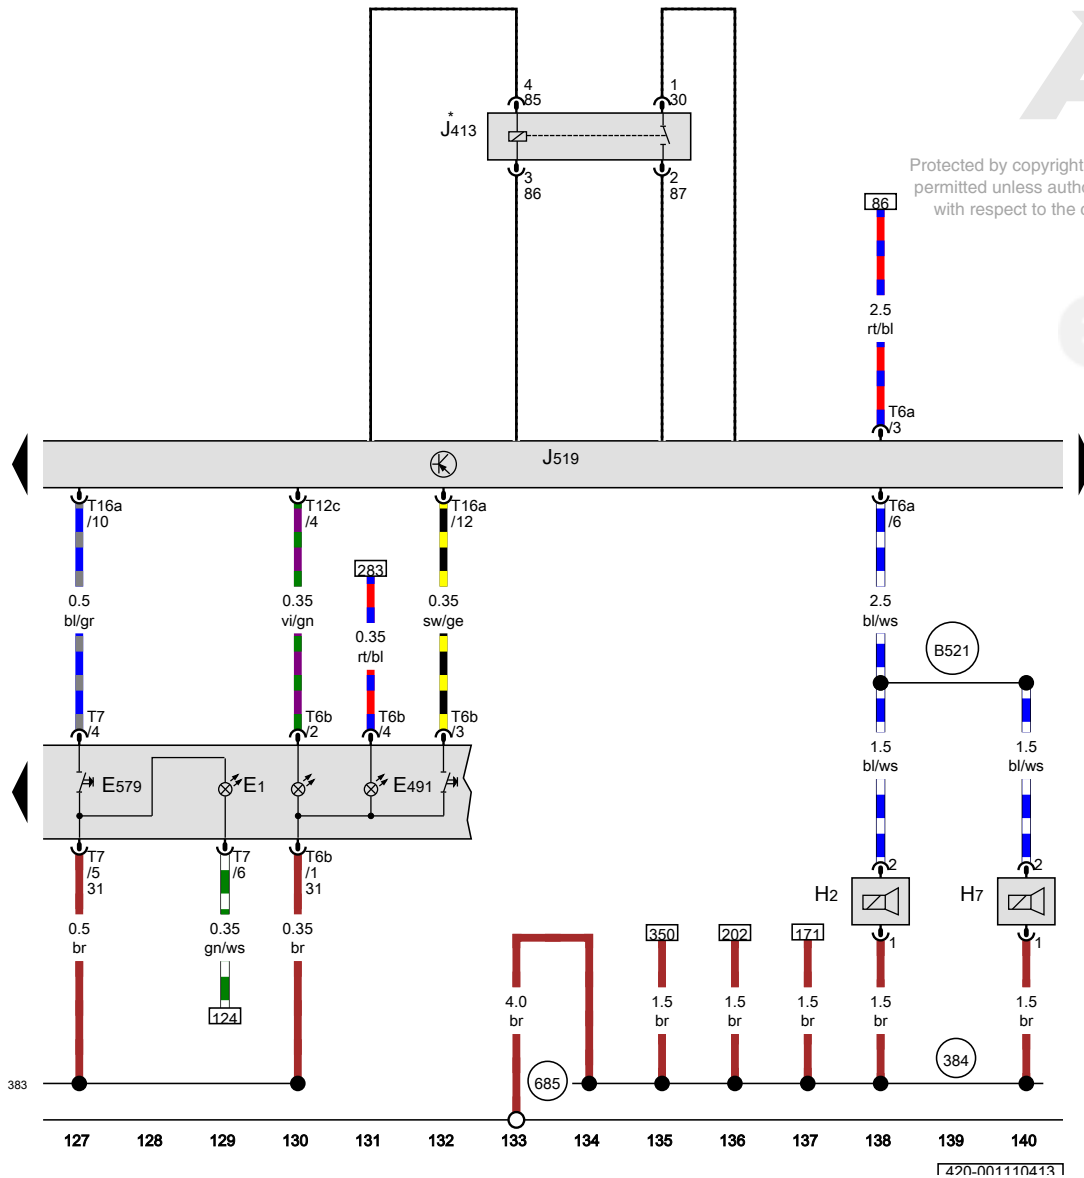 4
85
1
30
*
J413
3
86
2
87
Protected by copyright
permitted unless autho
with respect to the c
86
2.5
rt/bl
T6a
/3
J519
T16a
/10
T12c
/4
T16a
/12
T6a
/6
283
0.5
bl/gr
0.35
vi/gn
0.35
rt/bl
0.35
sw/ge
2.5
bl/ws
B521
T7
/4
T6b
/2
T6b
/4
T6b
/3
1.5
bl/ws
1.5
bl/ws
E579
E1
E491
T7
/5
31
T7
/6
T6b
/1
31
2
2
H2
H7
1
1
0.5
br
0.35
gn/ws
0.35
br
350
202
171
124
4.0
br
1.5
br
1.5
br
1.5
br
1.5
br
1.5
br
383
685
384
127 128 129 130 131 132 133 134 135 136 137 138 139 140
420-001110413